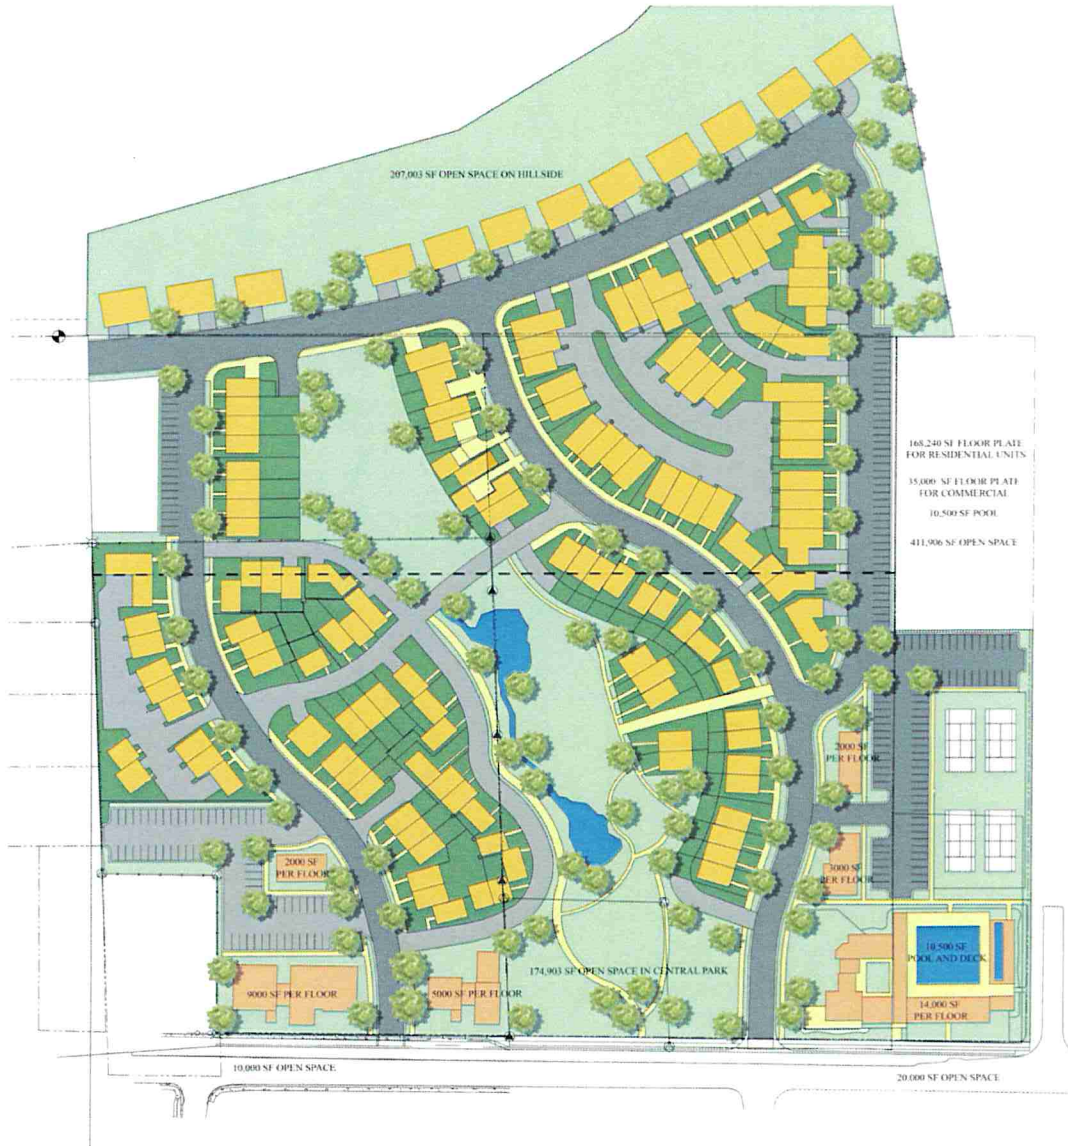 207,003 SF OPEN SPACE ON HILLSIDE
168,240 SF FLOOR PLATE
FOR RESIDENTIAL UNITS
35,000 SF FLOOR PLATE
FOR COMMERCIAL
10,500 SF POOL
411,906 SF OPEN SPACE
2000 SF
PER FLOOR
2000 SF
PER FLOOR
3000 SF
PER FLOOR
10,500 SF
POOL AND DECK
174,903 SF OPEN SPACE IN CENTRAL PARK
9000 SF PER FLOOR
5000 SF PER FLOOR
14,000 SF
PER FLOOR
10,000 SF OPEN SPACE
20,000 SF OPEN SPACE